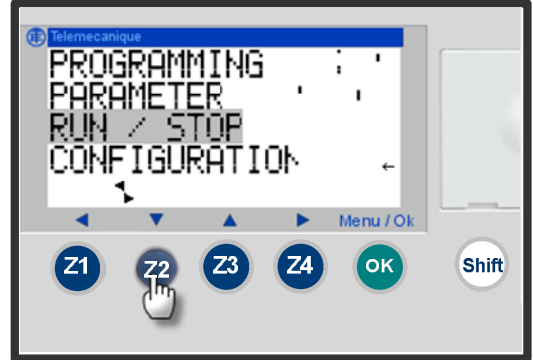 Telemecanique
PROGRAMMING
PARAMETER
RUN / STOP
CONFIGURATION
Menu / Ok
Z1 Z2 Z3 Z4 OK Shift